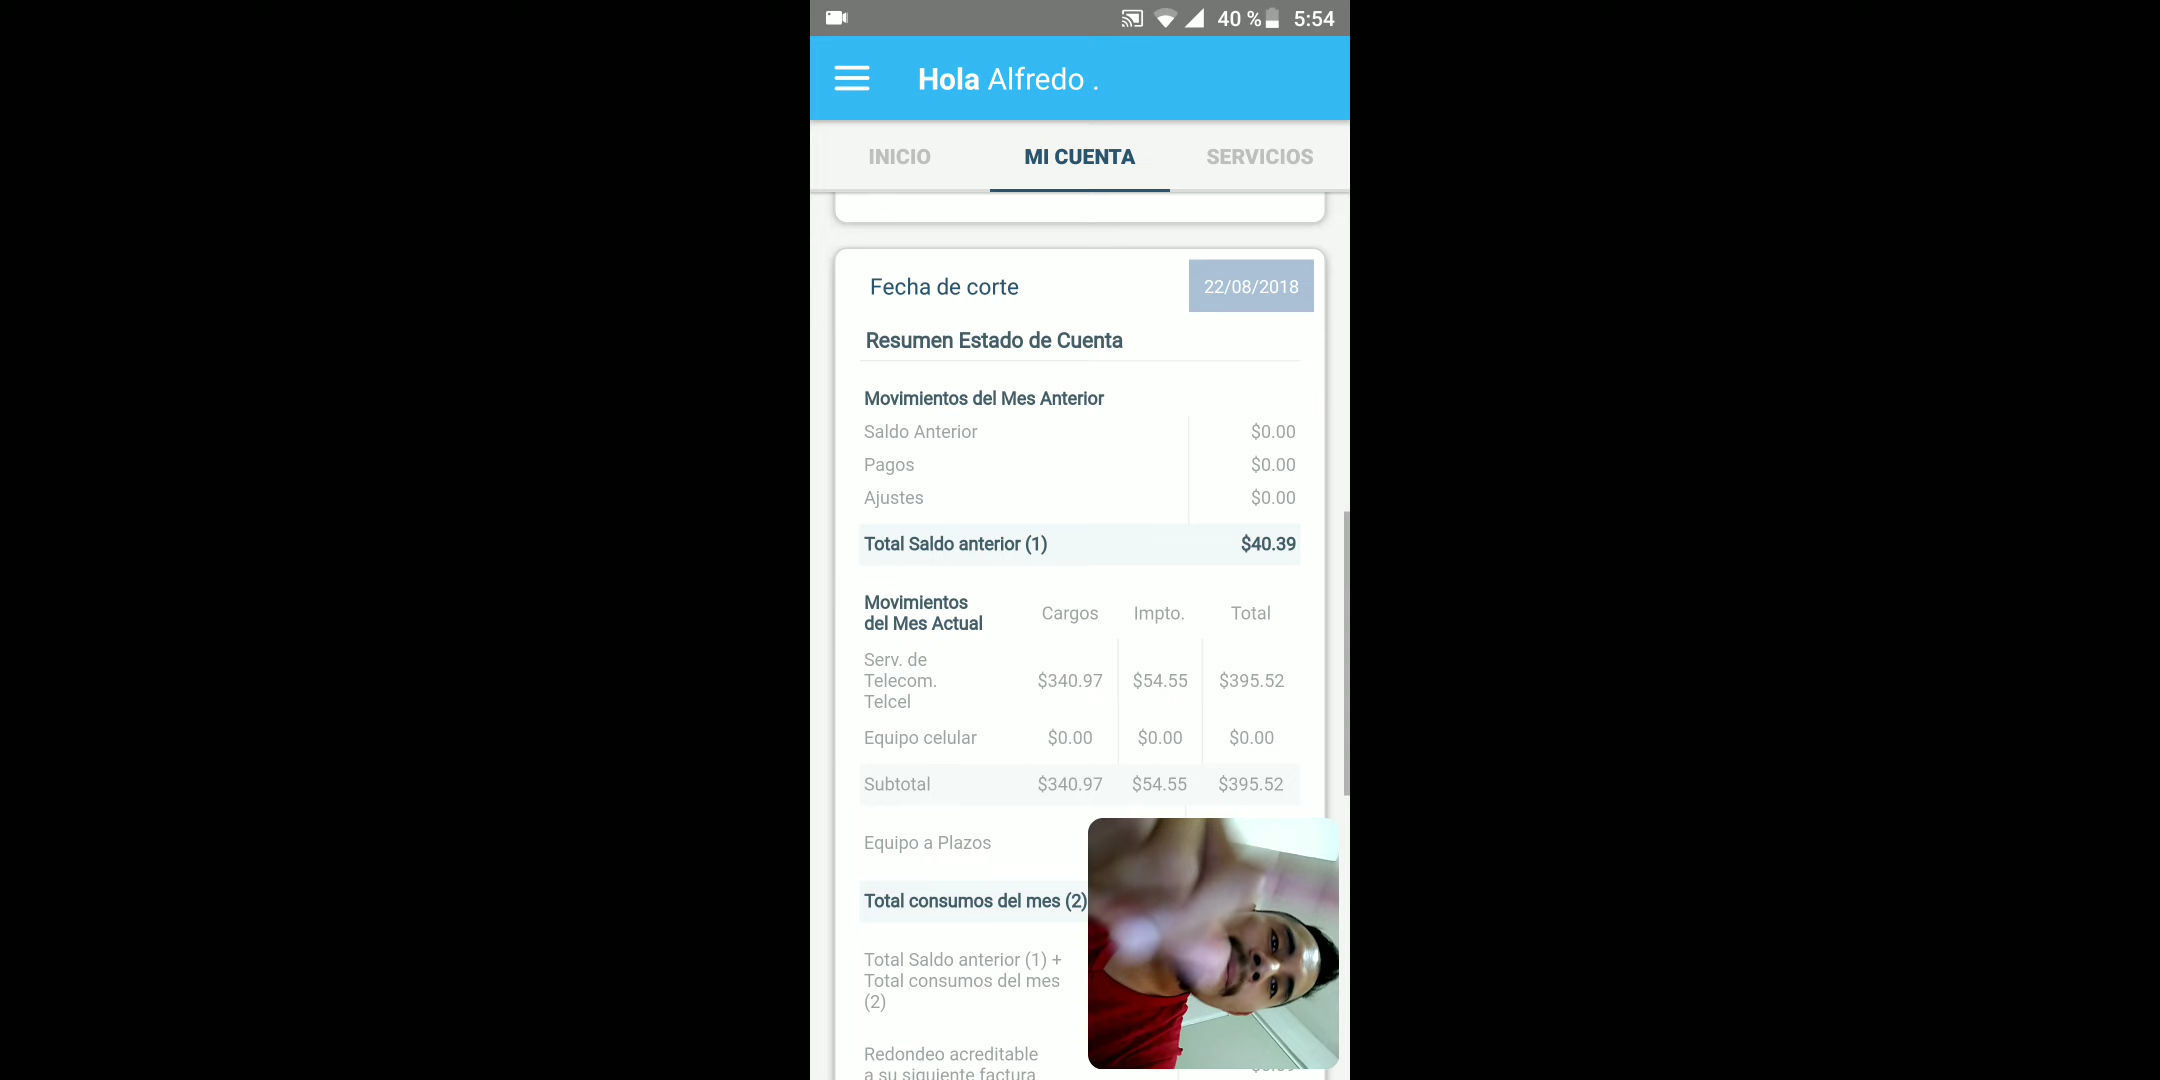 40 % 5:54
Hola Alfredo .
INICIO MI CUENTA SERVICIOS
Fecha de corte 22/08/2018
Resumen Estado de Cuenta
Movimientos del Mes Anterior
Saldo Anterior $0.00
Pagos $0.00
Ajustes $0.00
Total Saldo anterior (1) $40.39
Movimientos
del Mes Actual Cargos Impto. Total
Serv. de
Telecom. $340.97 $54.55 $395.52
Telcel
Equipo celular $0.00 $0.00 $0.00
Subtotal $340.97 $54.55 $395.52
Equipo a Plazos
Total consumos del mes (2)
Total Saldo anterior (1) +
Total consumos del mes
(2)
Redondeo acreditable
a su siguiente factura